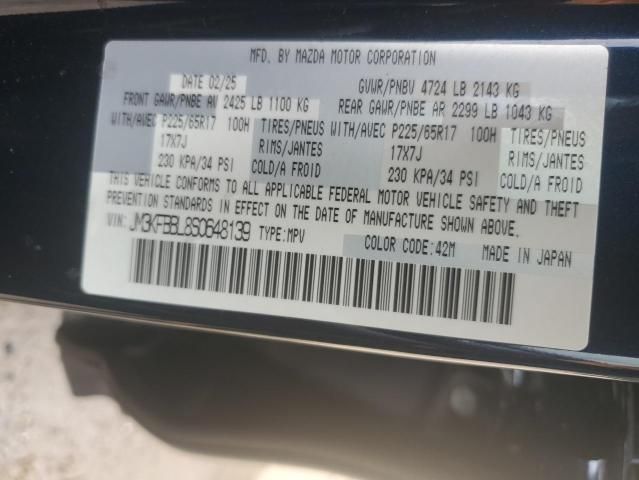 MFD. BY MAZDA MOTOR CORPORATION
DATE 02/25 GVWR/PNBV 4724 LB 2143 KG
FRONT GAWR/PNBE AV 2425 LB 1100 KG REAR GAWR/PNBE AR 2299 LB 1043 KG
WITH/AVEC P225/65R17 100H TIRES/PNEUS WITH/AVEC P225/65R17 100H TIRES/PNEUS
17X7J RIMS/JANTES 17X7J RIMS/JANTES
230 KPA/34 PSI COLD/A FROID 230 KPA/34 PSI COLD/A FROID
THIS VEHICLE CONFORMS TO ALL APPLICABLE FEDERAL MOTOR VEHICLE SAFETY AND THEFT
PREVENTION STANDARDS IN EFFECT ON THE DATE OF MANUFACTURE SHOWN ABOVE.
VIN: JM3KFBBL8S0648139 TYPE: MPV COLOR CODE: 42M MADE IN JAPAN